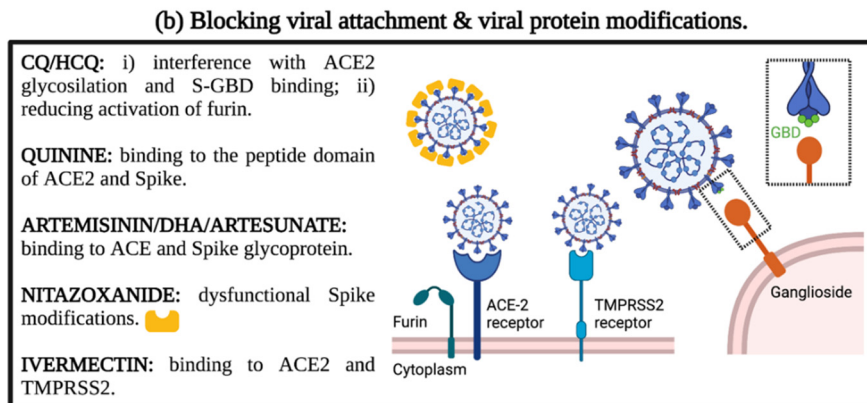 (b) Blocking viral attachment & viral protein modifications.
CQ/HCQ: i) interference with ACE2
glycosilation and S-GBD binding; ii)
reducing activation of furin.
QUININE: binding to the peptide domain
of ACE2 and Spike.
ARTEMISININ/DHA/ARTESUNATE:
binding to ACE and Spike glycoprotein.
NITAZOXANIDE: dysfunctional Spike
modifications.
IVERMECTIN: binding to ACE2 and
TMPRSS2.
GBD
Ganglioside
Furin
ACE-2
receptor
TMPRSS2
receptor
Cytoplasm